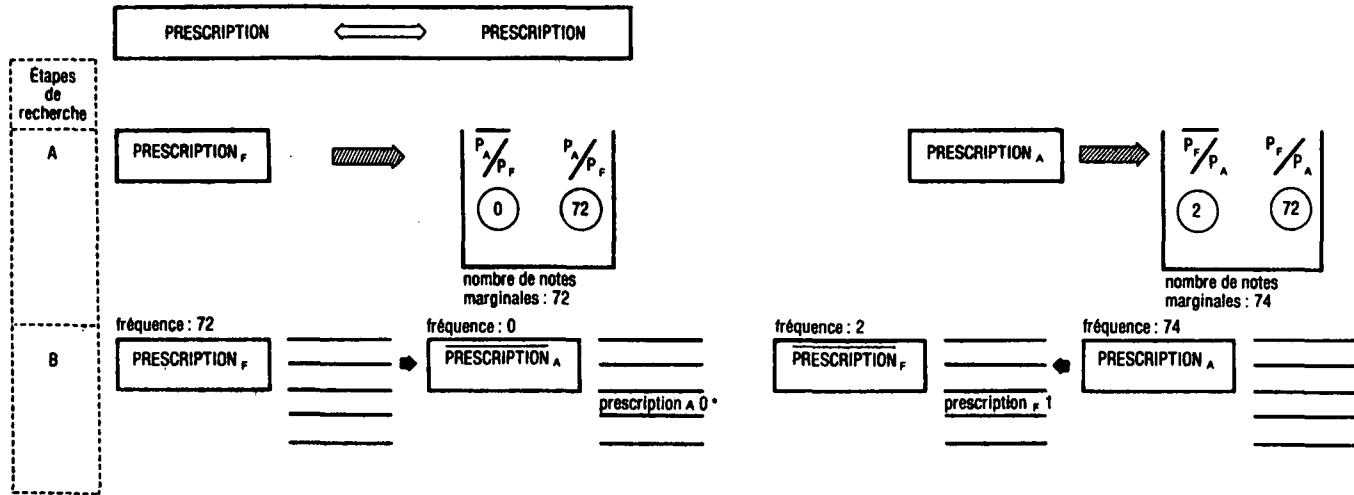 PRESCRIPTION PRESCRIPTION
Étapes
de
recherche
A
PRESCRIPTION F
P A / P F P A / P F
0 72
nombre de notes
marginales : 72
PRESCRIPTION A
P F / P A P F / P A
2 72
nombre de notes
marginales : 74
B
fréquence : 72
PRESCRIPTION F
fréquence : 0
PRESCRIPTION A
prescription A 0 *
fréquence : 2
PRESCRIPTION F
prescription F 1
fréquence : 74
PRESCRIPTION A